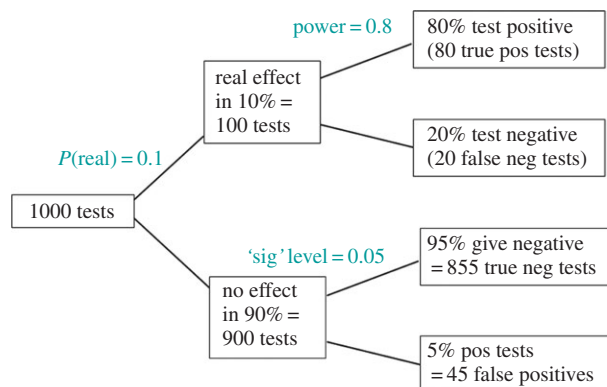 power = 0.8
80% test positive
(80 true pos tests)
real effect
in 10% =
100 tests
20% test negative
(20 false neg tests)
P(real) = 0.1
1000 tests
'sig' level = 0.05
95% give negative
= 855 true neg tests
no effect
in 90% =
900 tests
5% pos tests
= 45 false positives